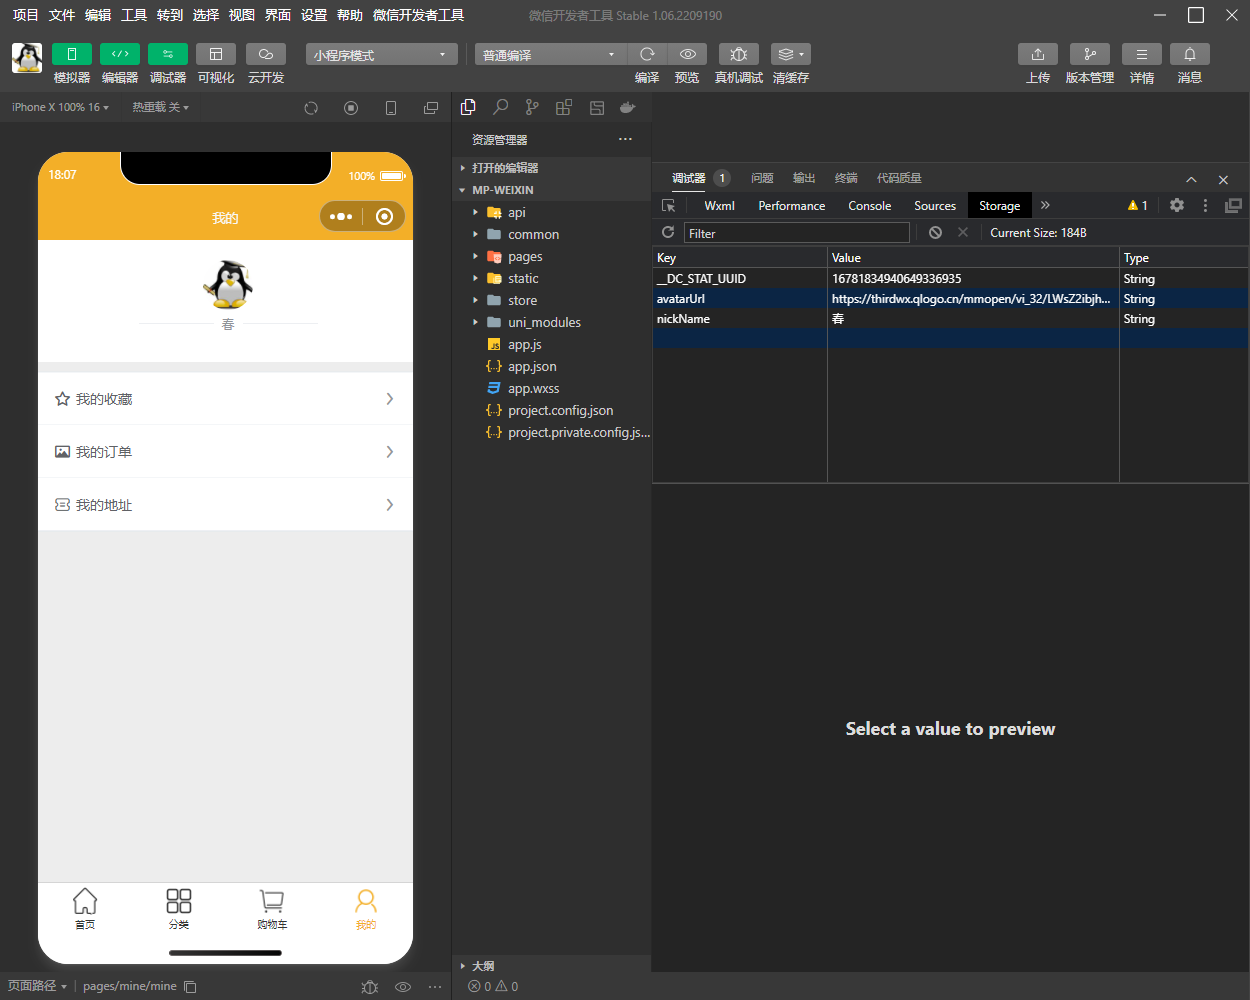 项目 文件 编辑 工具 转到 选择 视图 界面 设置 帮助 微信开发者工具 微信开发者工具 Stable 1.06.2209190
小程序模式 普通编译
模拟器 编辑器 调试器 可视化 云开发 编译 预览 真机调试 清缓存 上传 版本管理 详情 消息
iPhone X 100% 16 热重载 关
18:07 100%
我的
春
我的收藏
我的订单
我的地址
首页 分类 购物车 我的
页面路径 pages/mine/mine
资源管理器
打开的编辑器
MP-WEIXIN
api
common
pages
static
store
uni_modules
JS app.js
{..} app.json
app.wxss
{..} project.config.json
{..} project.private.config.js...
大纲
0 0
调试器 1 问题 输出 终端 代码质量
Wxml Performance Console Sources Storage 1
Filter Current Size: 184B
Key Value Type
__DC_STAT_UUID 16781834940649336935 String
avatarUrl https://thirdwx.qlogo.cn/mmopen/vi_32/LWsZ2ibjh... String
nickName 春 String
Select a value to preview